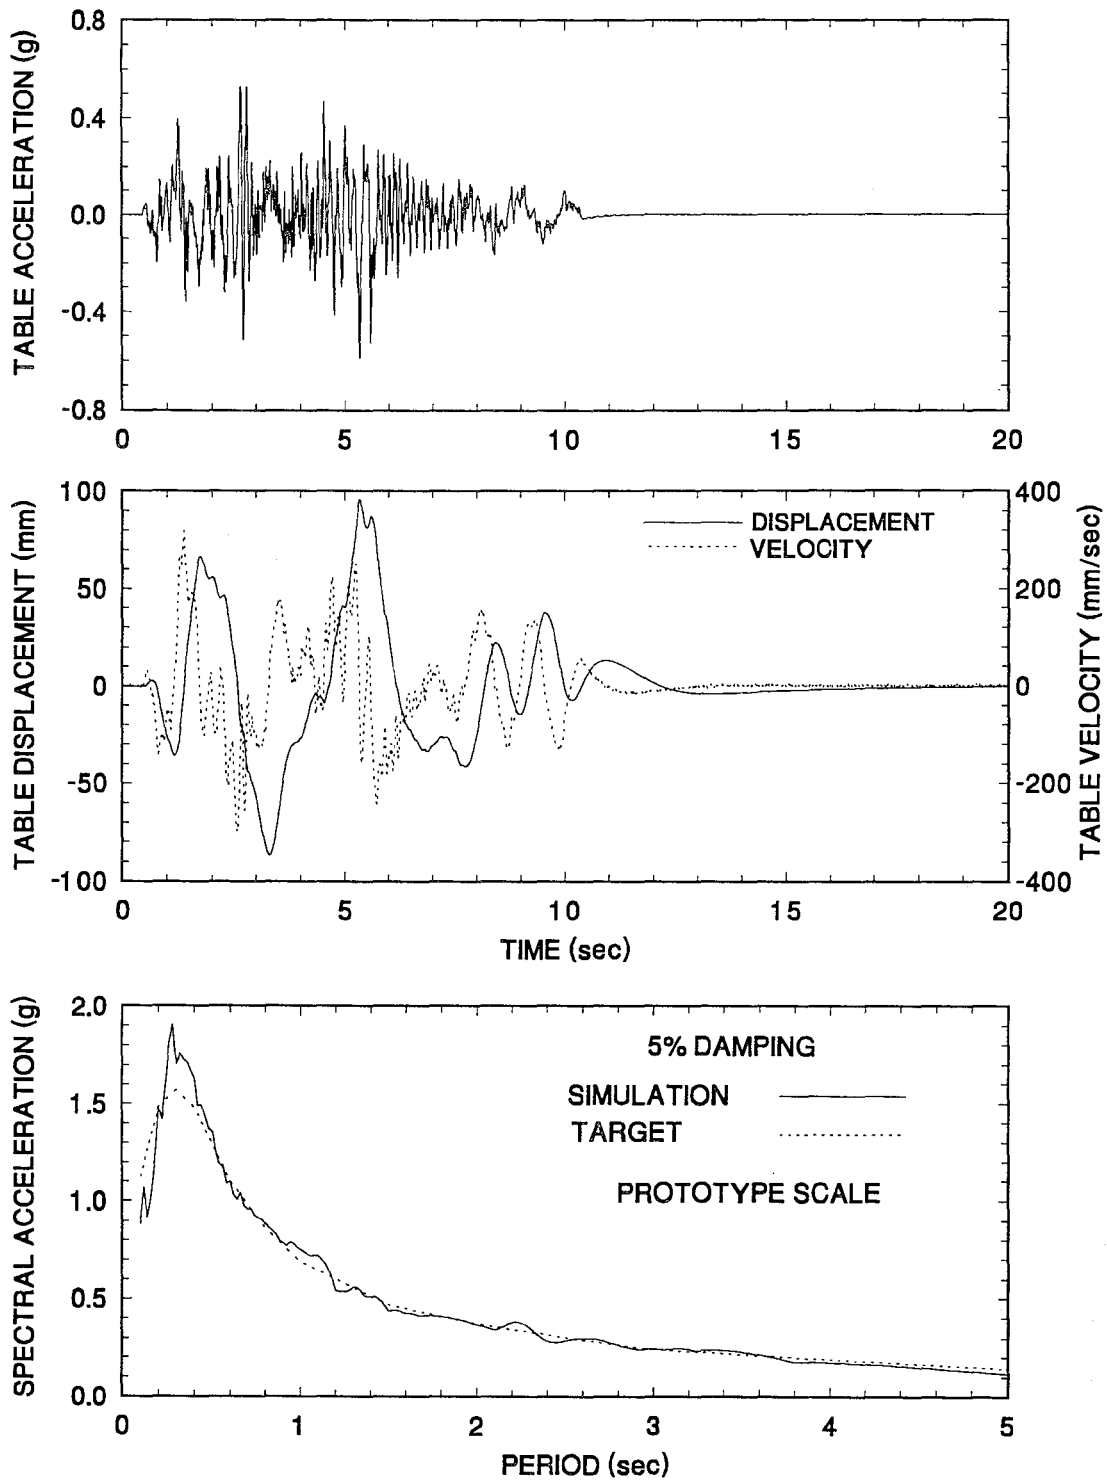 TABLE ACCELERATION (g)
0.8
0.4
0.0
-0.4
-0.8
0 5 10 15 20
TABLE DISPLACEMENT (mm)
100
50
0
-50
-100
DISPLACEMENT
VELOCITY
400
200
0
-200
-400
TABLE VELOCITY (mm/sec)
0 5 10 15 20
TIME (sec)
SPECTRAL ACCELERATION (g)
2.0
1.5
1.0
0.5
0.0
5% DAMPING
SIMULATION
TARGET
PROTOTYPE SCALE
0 1 2 3 4 5
PERIOD (sec)